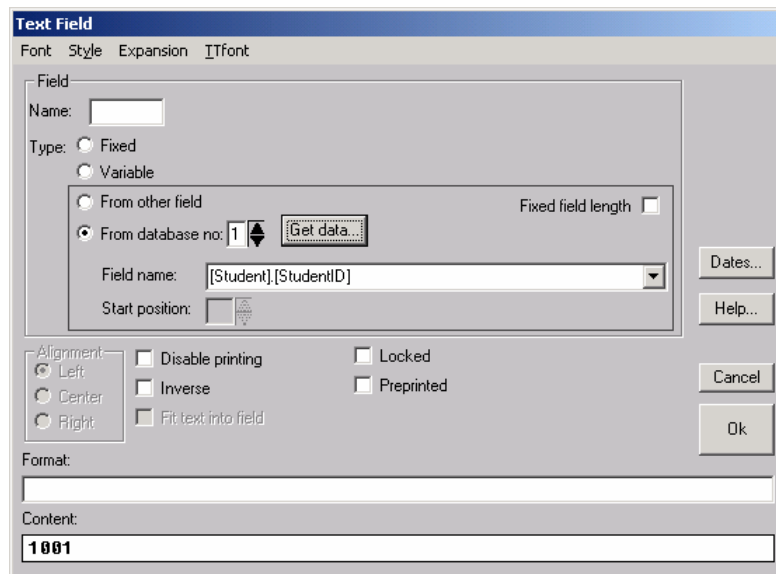 Text Field
Font Style Expansion TTfont
Field
Name:
Type: Fixed
Variable
From other field
Fixed field length
From database no: 1 Get data...
Dates...
Field name: [Student].[StudentID]
Start position:
Help...
Alignment
Left
Center
Right
Disable printing
Inverse
Fit text into field
Locked
Preprinted
Cancel
Ok
Format:
Content:
1001